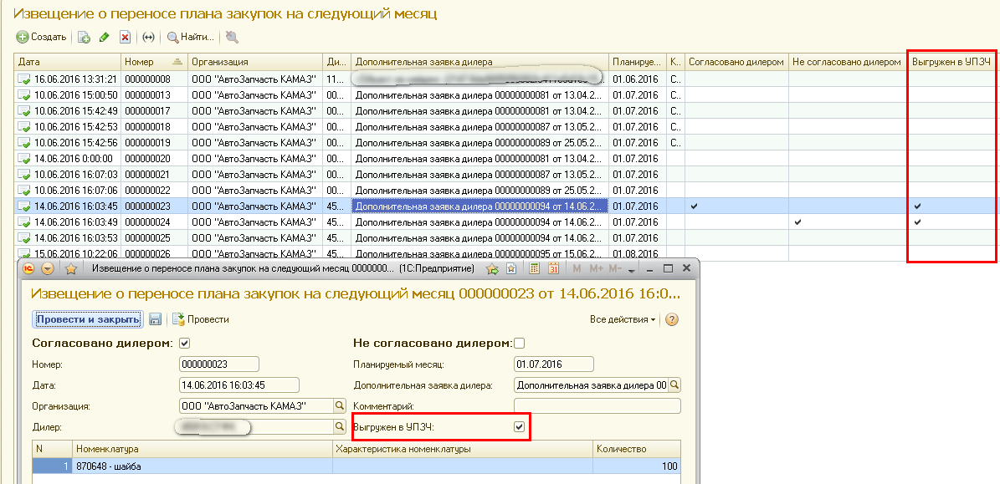 Извещение о переносе плана закупок на следующий месяц
Создать Найти...
Дата Номер Организация Ди... Дополнительная заявка дилера Планируе... К.. Согласовано дилером Не согласовано дилером Выгружен в УПЗЧ
16.06.2016 13:31:21 000000008 ООО "АвтоЗапчасть КАМАЗ" 11... 01.06.2016 С..
10.06.2016 15:00:50 000000013 ООО "АвтоЗапчасть КАМАЗ" 00... Дополнительная заявка дилера 00000000081 от 13.04.2... 01.07.2016 С..
10.06.2016 15:42:49 000000017 ООО "АвтоЗапчасть КАМАЗ" 00... Дополнительная заявка дилера 00000000081 от 13.04.2... 01.07.2016 С..
10.06.2016 15:42:53 000000018 ООО "АвтоЗапчасть КАМАЗ" 00... Дополнительная заявка дилера 00000000087 от 13.05.2... 01.07.2016 С..
10.06.2016 15:42:56 000000019 ООО "АвтоЗапчасть КАМАЗ" 00... Дополнительная заявка дилера 00000000089 от 25.05.2... 01.07.2016 С..
14.06.2016 0:00:00 000000020 ООО "АвтоЗапчасть КАМАЗ" 00... Дополнительная заявка дилера 00000000081 от 13.04.2... 01.07.2016
10.06.2016 16:07:03 000000021 ООО "АвтоЗапчасть КАМАЗ" 00... Дополнительная заявка дилера 00000000087 от 13.05.2... 01.07.2016
10.06.2016 16:07:06 000000022 ООО "АвтоЗапчасть КАМАЗ" 00... Дополнительная заявка дилера 00000000089 от 25.05.2... 01.07.2016
14.06.2016 16:03:45 000000023 ООО "АвтоЗапчасть КАМАЗ" 45... Дополнительная заявка дилера 00000000094 от 14.06.2... 01.07.2016
14.06.2016 16:03:49 000000024 ООО "АвтоЗапчасть КАМАЗ" 45... Дополнительная заявка дилера 00000000094 от 14.06.2... 01.07.2016
14.06.2016 16:03:53 000000025 ООО "АвтоЗапчасть КАМАЗ" 45... Дополнительная заявка дилера 00000000094 от 14.06.2... 01.07.2016
15.06.2016 10:22:06 000000026 ООО "АвтоЗапчасть КАМАЗ" 45... Дополнительная заявка дилера 00000000095 от 15.06.2... 01.08.2016
Извещение о переносе плана закупок на следующий месяц 0000000... (1С:Предприятие) 31 M M+ M-
Извещение о переносе плана закупок на следующий месяц 000000023 от 14.06.2016 16:0...
Провести и закрыть Провести Все действия ?
Согласовано дилером: Не согласовано дилером:
Номер: 000000023 Планируемый месяц: 01.07.2016
Дата: 14.06.2016 16:03:45 Дополнительная заявка дилера: Дополнительная заявка дилера 00
Организация: ООО "АвтоЗапчасть КАМАЗ" Комментарий:
Дилер: Выгружен в УПЗЧ:
N Номенклатура Характеристика номенклатуры Количество
1 870648 - шайба 100